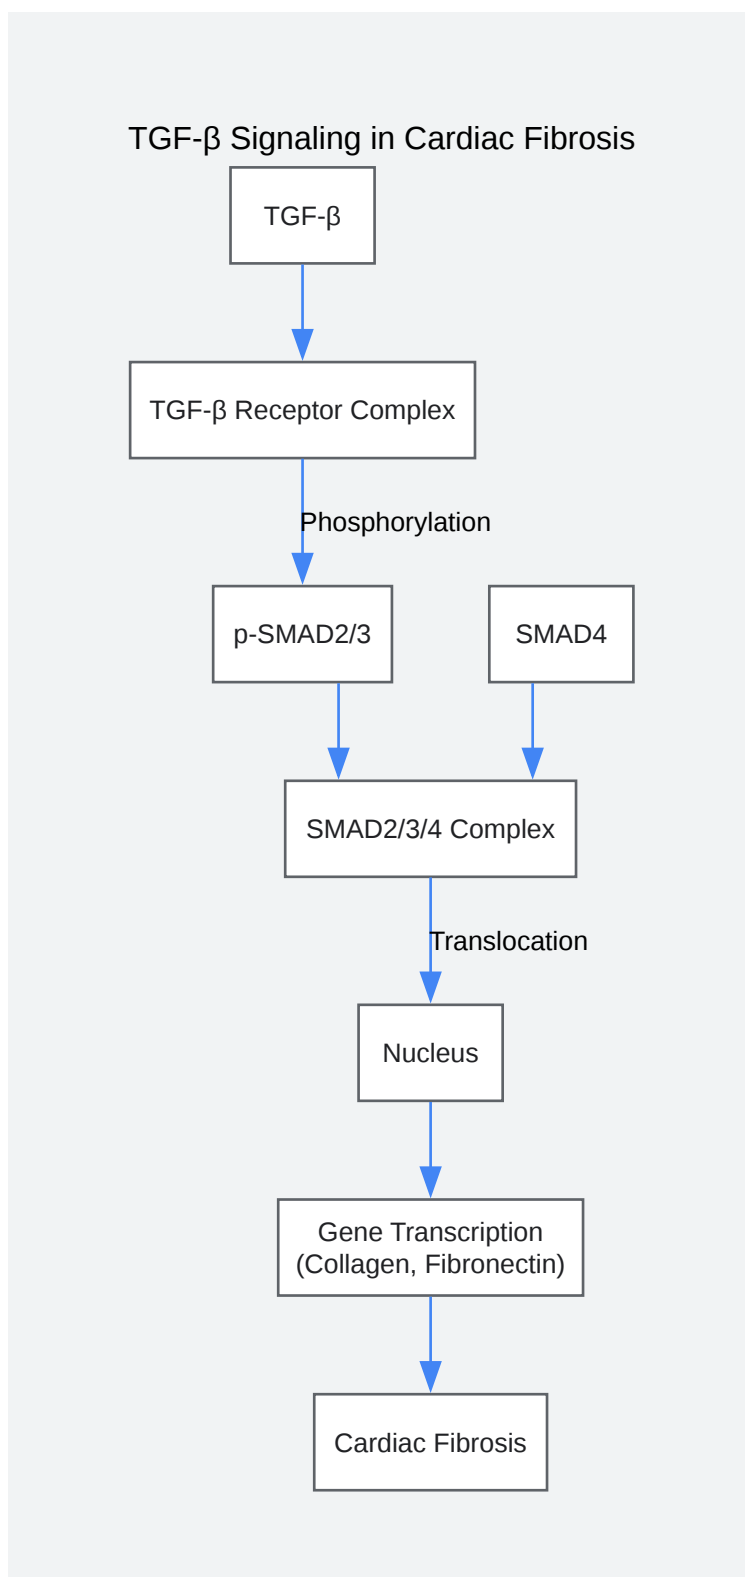 TGF-β Signaling in Cardiac Fibrosis
TGF-β
TGF-β Receptor Complex
Phosphorylation
p-SMAD2/3
SMAD4
SMAD2/3/4 Complex
Translocation
Nucleus
Gene Transcription
(Collagen, Fibronectin)
Cardiac Fibrosis